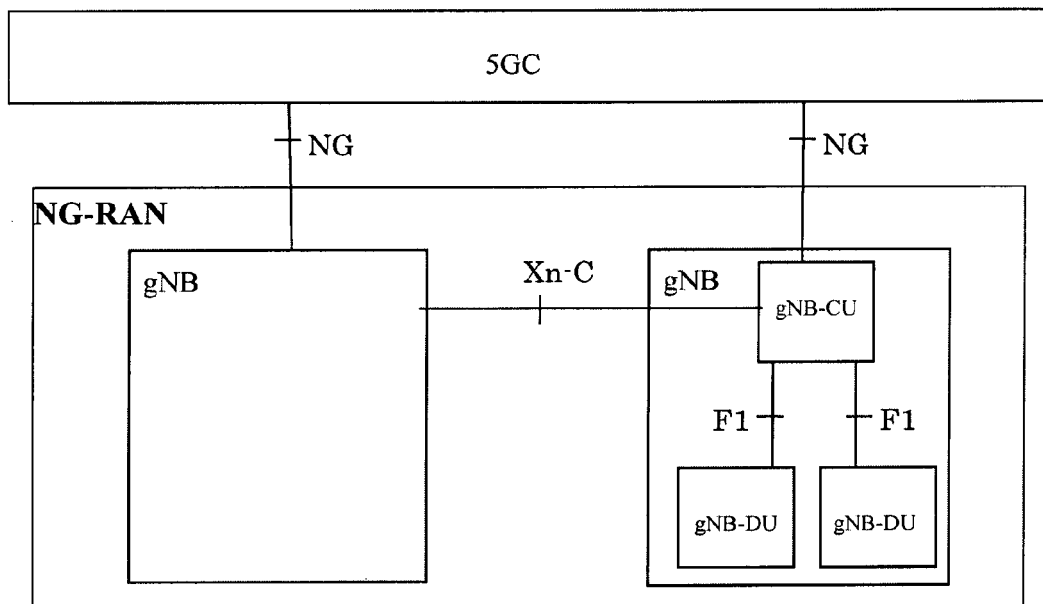 5GC
NG
NG
NG-RAN
gNB
Xn-C
gNB
gNB-CU
F1
F1
gNB-DU
gNB-DU